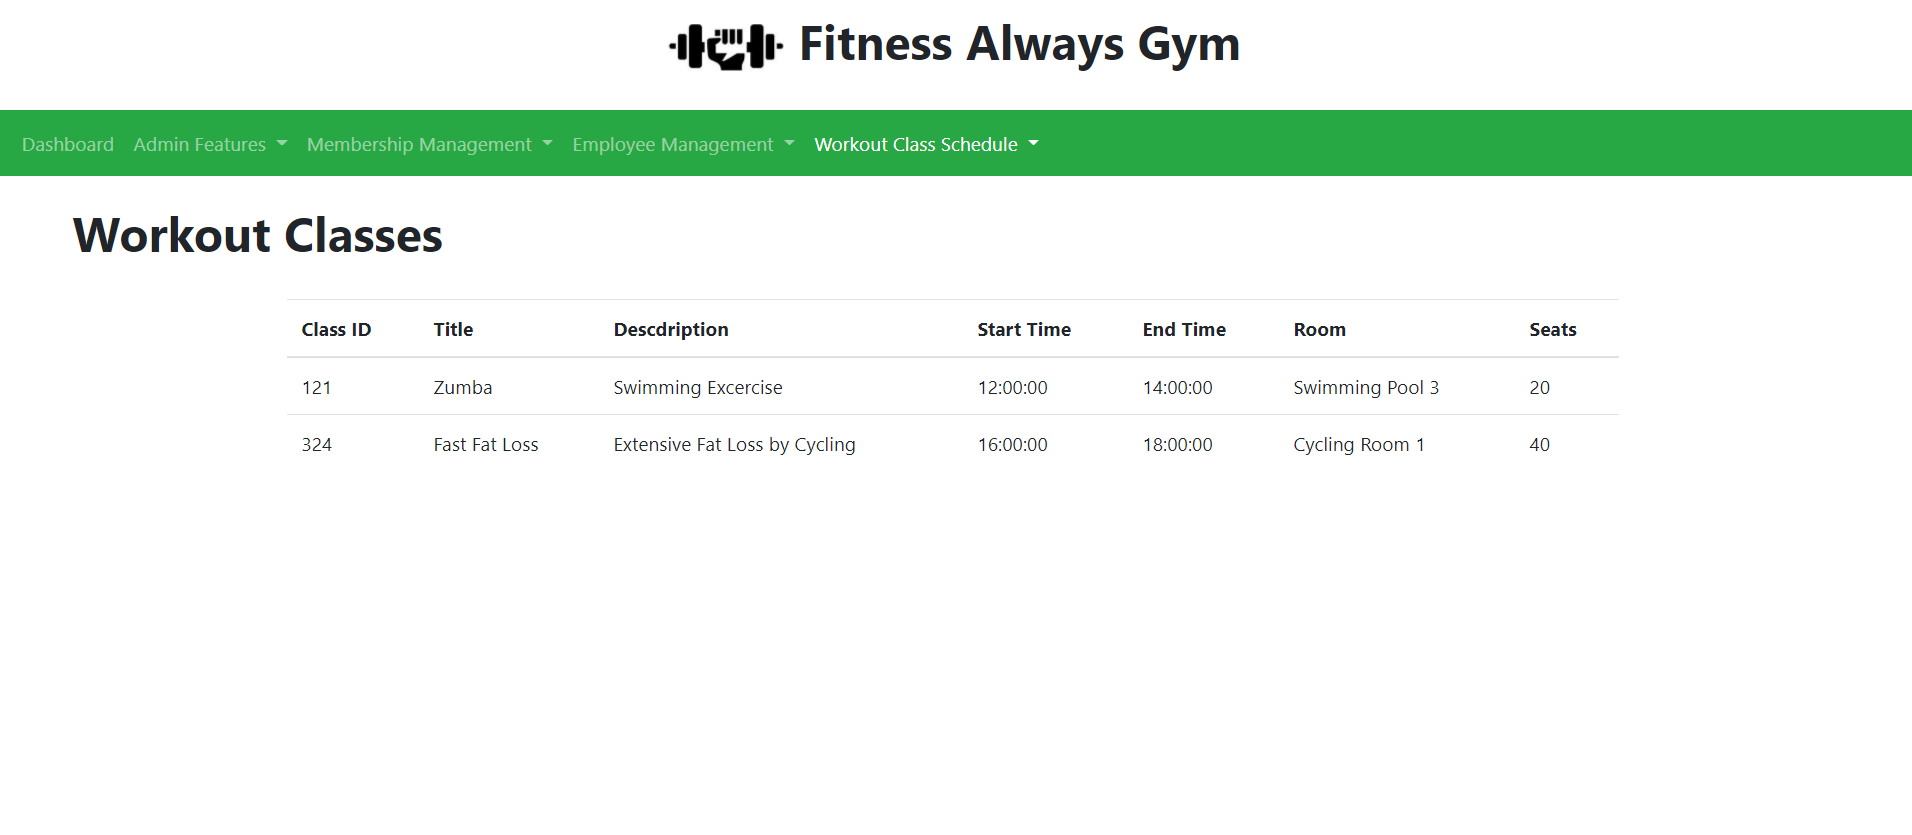 Fitness Always Gym
Dashboard Admin Features Membership Management Employee Management Workout Class Schedule
Workout Classes
Class ID Title Descdription Start Time End Time Room Seats
121 Zumba Swimming Excercise 12:00:00 14:00:00 Swimming Pool 3 20
324 Fast Fat Loss Extensive Fat Loss by Cycling 16:00:00 18:00:00 Cycling Room 1 40